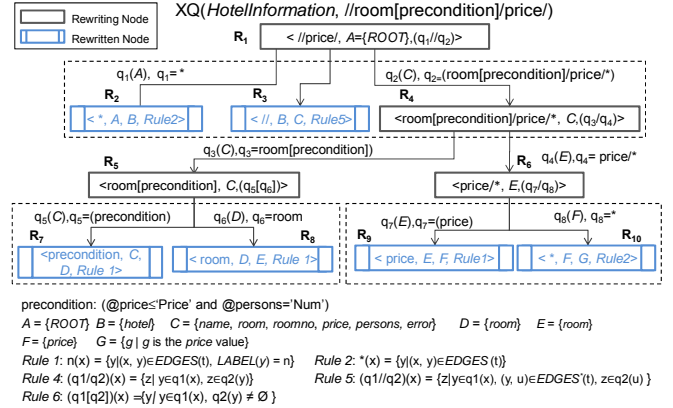 XQ(HotelInformation, //room[precondition]/price/)
Rewriting Node
Rewritten Node
R1
< //price/, A={ROOT},(q1//q2)>
q1(A), q1=*
q2(C), q2=(room[precondition]/price/*)
R2
R3
R4
< *, A, B, Rule2>
< //, B, C, Rule5>
<room[precondition]/price/*, C,(q3/q4)>
q3(C),q3=room[precondition])
R5
R6
q4(E),q4= price/*
<room[precondition], C,(q5[q6])>
<price/*, E,(q7/q8)>
q5(C),q5=(precondition)
q6(D), q6=room
q7(E),q7=(price)
q8(F), q8=*
R7
R8
R9
R10
<precondition, C,
D, Rule 1>
< room, D, E, Rule 1>
< price, E, F, Rule1>
< *, F, G, Rule2>
precondition: (@price≤'Price' and @persons='Num')
A = {ROOT} B = {hotel} C = {name, room, roomno, price, persons, error} D = {room} E = {room}
F = {price} G = {g | g is the price value}
Rule 1: n(x) = {y|(x, y)∈EDGES(t), LABEL(y) = n} Rule 2: *(x) = {y|(x, y)∈EDGES (t)}
Rule 4: (q1/q2)(x) = {z| y∈q1(x), z∈q2(y)} Rule 5: (q1//q2)(x) = {z|y∈q1(x), (y, u)∈EDGES*(t), z∈q2(u) }
Rule 6: (q1[q2])(x) ={y/ y∈q1(x), q2(y) ≠ Ø }